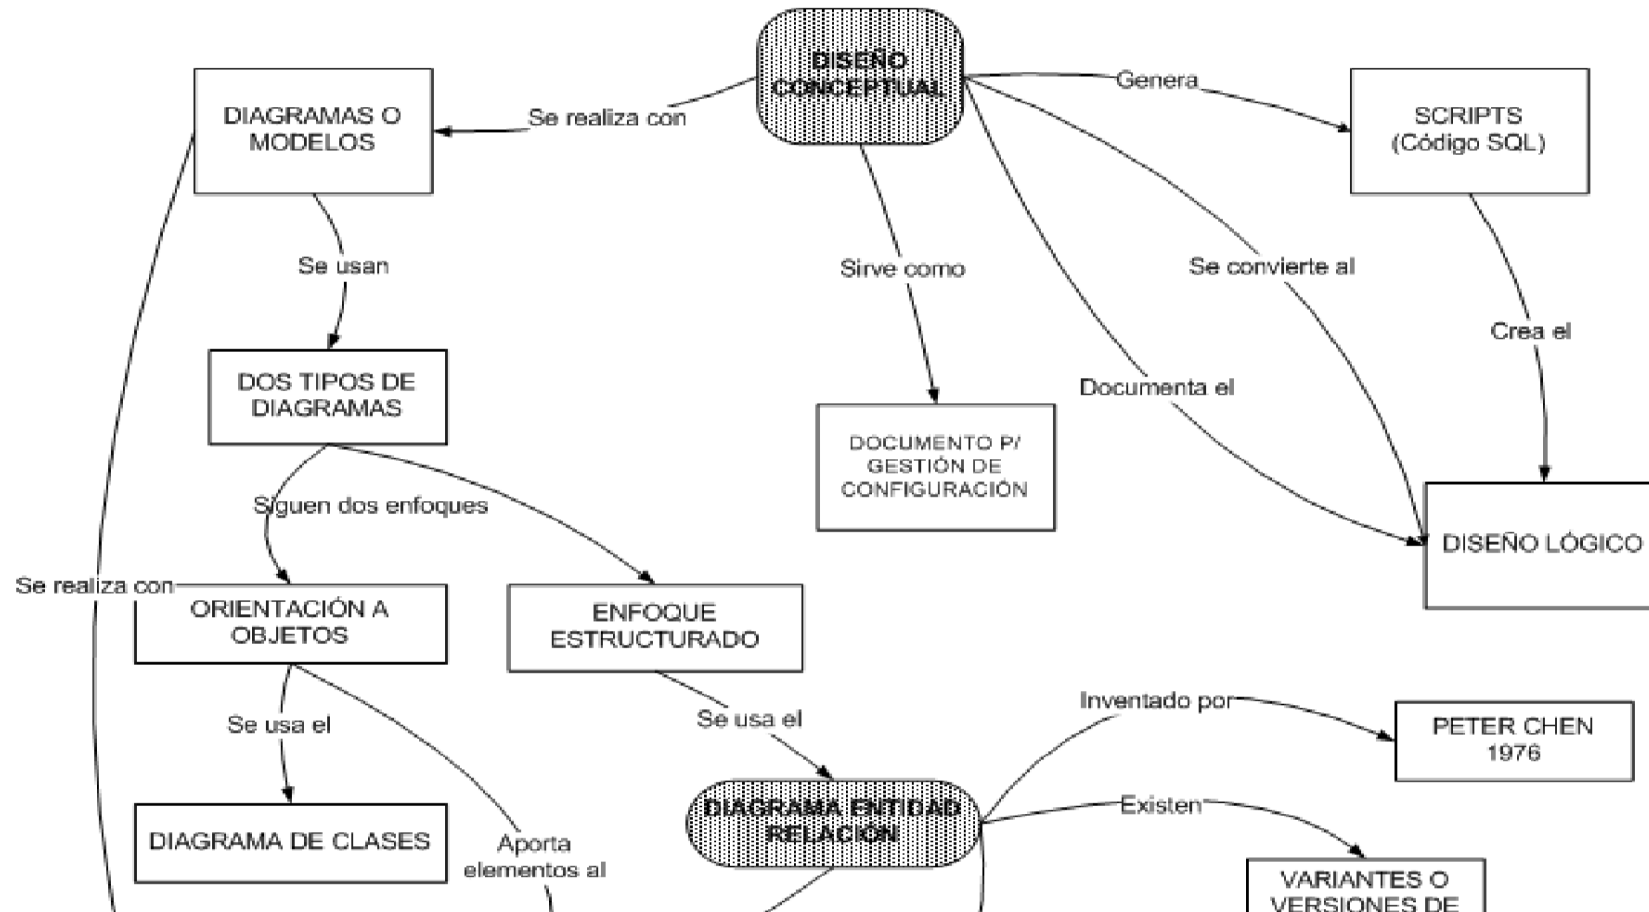 DISEÑO
CONCEPTUAL
Genera
Se realiza con
DIAGRAMAS O
MODELOS
SCRIPTS
(Código SQL)
Se usan
Sirve como
Se convierte al
Crea el
DOS TIPOS DE
DIAGRAMAS
Documenta el
DOCUMENTO P/
GESTIÓN DE
CONFIGURACIÓN
Siguen dos enfoques
DISEÑO LÓGICO
Se realiza con
ORIENTACIÓN A
OBJETOS
ENFOQUE
ESTRUCTURADO
Se usa el
Se usa el
Inventado por
PETER CHEN
1976
DIAGRAMA ENTIDAD
RELACIÓN
Existen
DIAGRAMA DE CLASES
Aporta
elementos al
VARIANTES O
VERSIONES DE